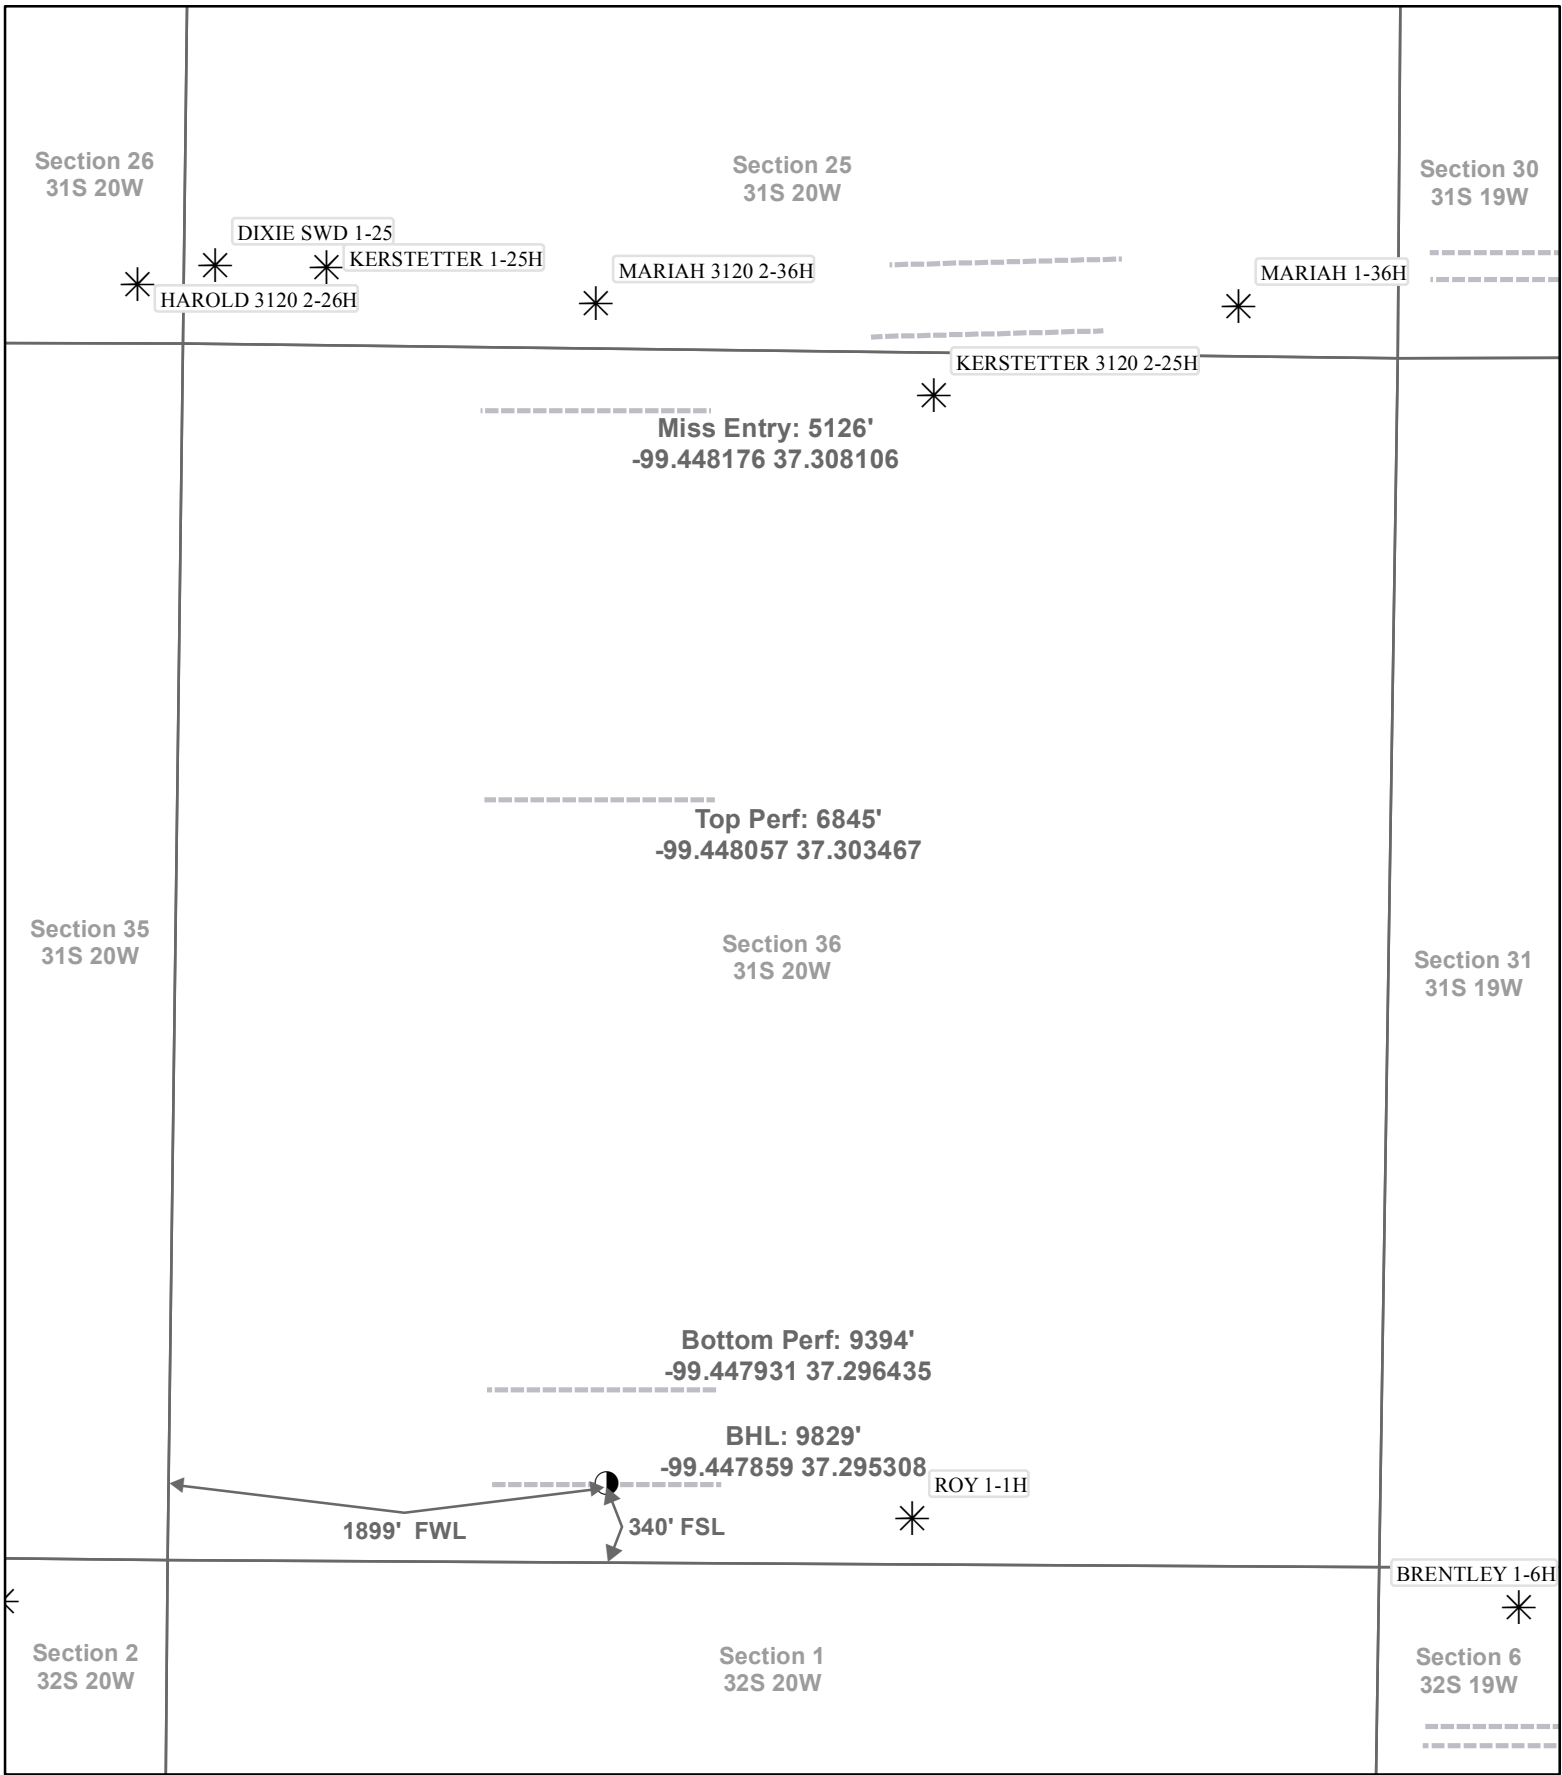 Section 26
31S 20W
Section 25
31S 20W
Section 30
31S 19W
DIXIE SWD 1-25
KERSTETTER 1-25H
MARIAH 3120 2-36H
MARIAH 1-36H
HAROLD 3120 2-26H
KERSTETTER 3120 2-25H
Miss Entry: 5126'
-99.448176 37.308106
Top Perf: 6845'
-99.448057 37.303467
Section 35
31S 20W
Section 36
31S 20W
Section 31
31S 19W
Bottom Perf: 9394'
-99.447931 37.296435
BHL: 9829'
-99.447859 37.295308
ROY 1-1H
1899'  FWL
340' FSL
BRENTLEY 1-6H
Section 2
32S 20W
Section 1
32S 20W
Section 6
32S 19W